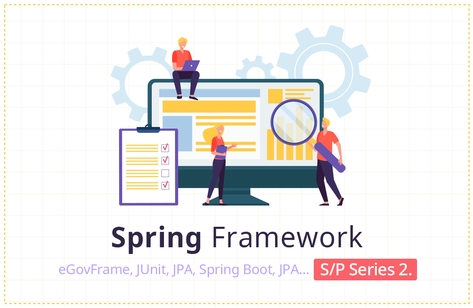 Spring Framework
eGovFrame, JUnit, JPA, Spring Boot, JPA... S/P Series 2.